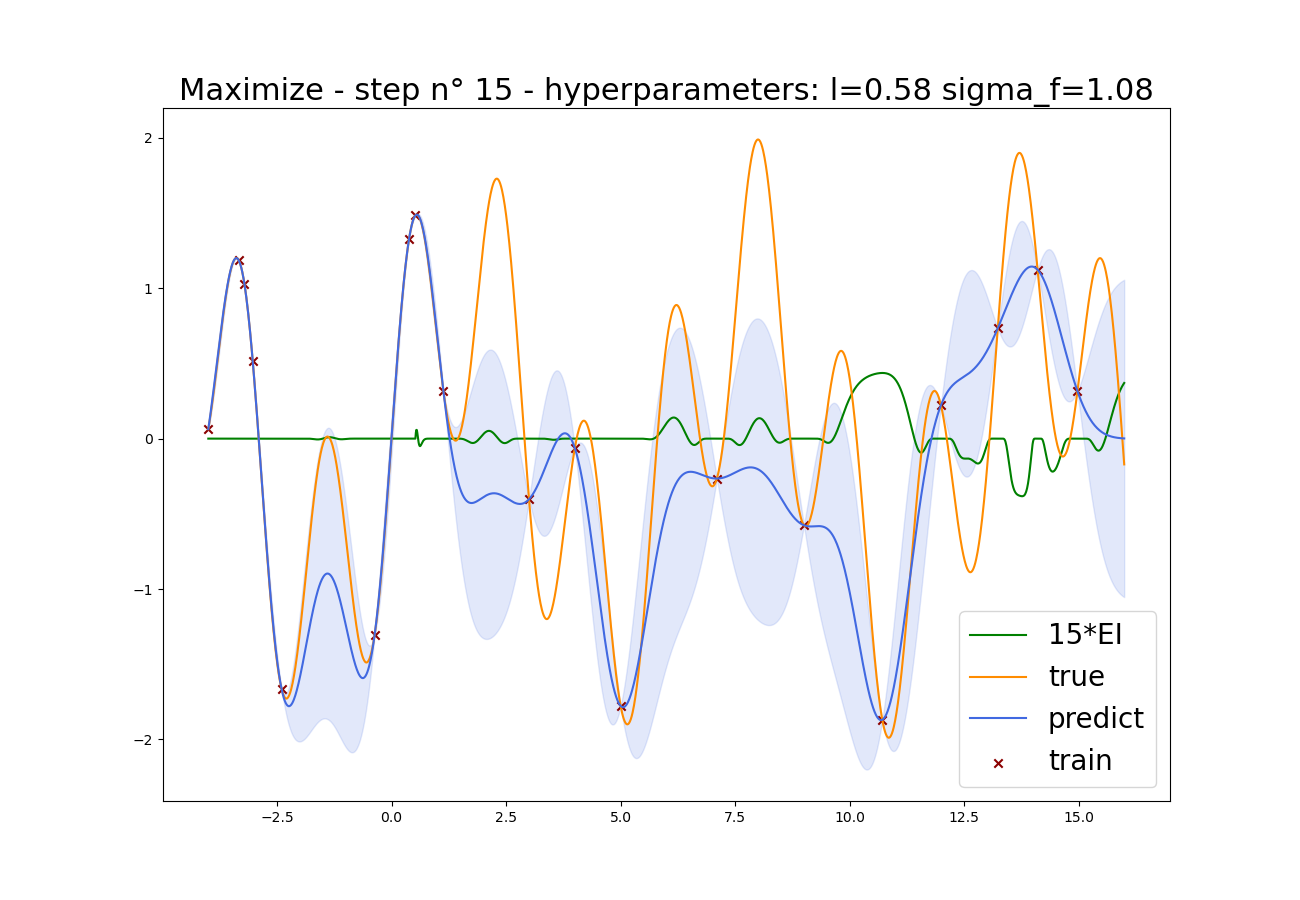 Maximize - step n° 15 - hyperparameters: l=0.58 sigma_f=1.08
2
1
0
−1
−2
−2.5 0.0 2.5 5.0 7.5 10.0 12.5 15.0
15*EI
true
predict
train